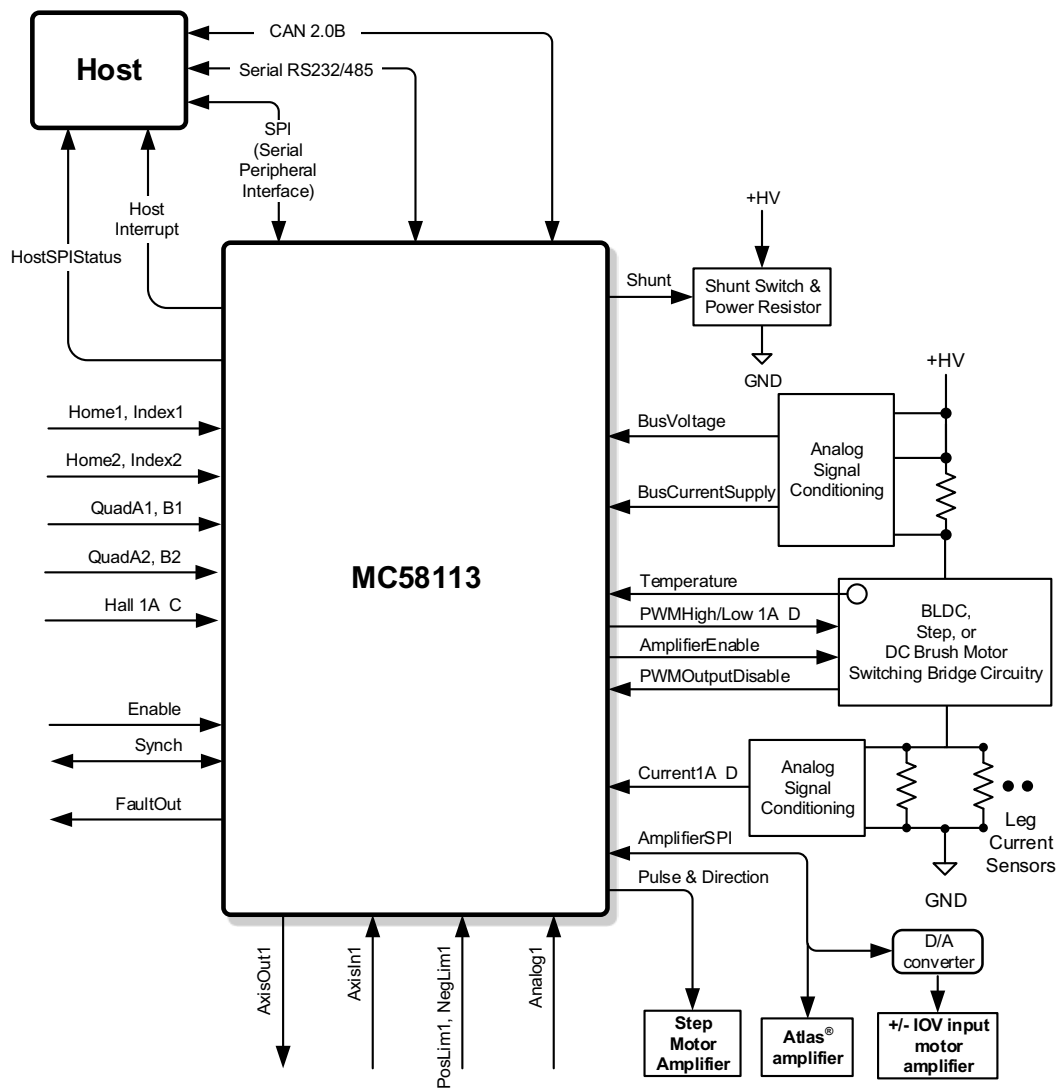 Host
CAN 2.0B
Serial RS232/485
SPI
(Serial
Peripheral
Interface)
Host
Interrupt
HostSPIStatus
+HV
Shunt
Shunt Switch &
Power Resistor
GND
+HV
Home1, Index1
Home2, Index2
QuadA1, B1
QuadA2, B2
Hall 1A C
Enable
Synch
FaultOut
MC58113
BusVoltage
BusCurrentSupply
Analog
Signal
Conditioning
Temperature
PWMHigh/Low 1A D
AmplifierEnable
PWMOutputDisable
BLDC,
Step, or
DC Brush Motor
Switching Bridge Circuitry
Current1A D
Analog
Signal
Conditioning
Leg
Current
Sensors
GND
AmplifierSPI
Pulse & Direction
AxisOut1
AxisIn1
PosLim1, NegLim1
Analog1
D/A
converter
Step
Motor
Amplifier
Atlas®
amplifier
+/- IOV input
motor
amplifier